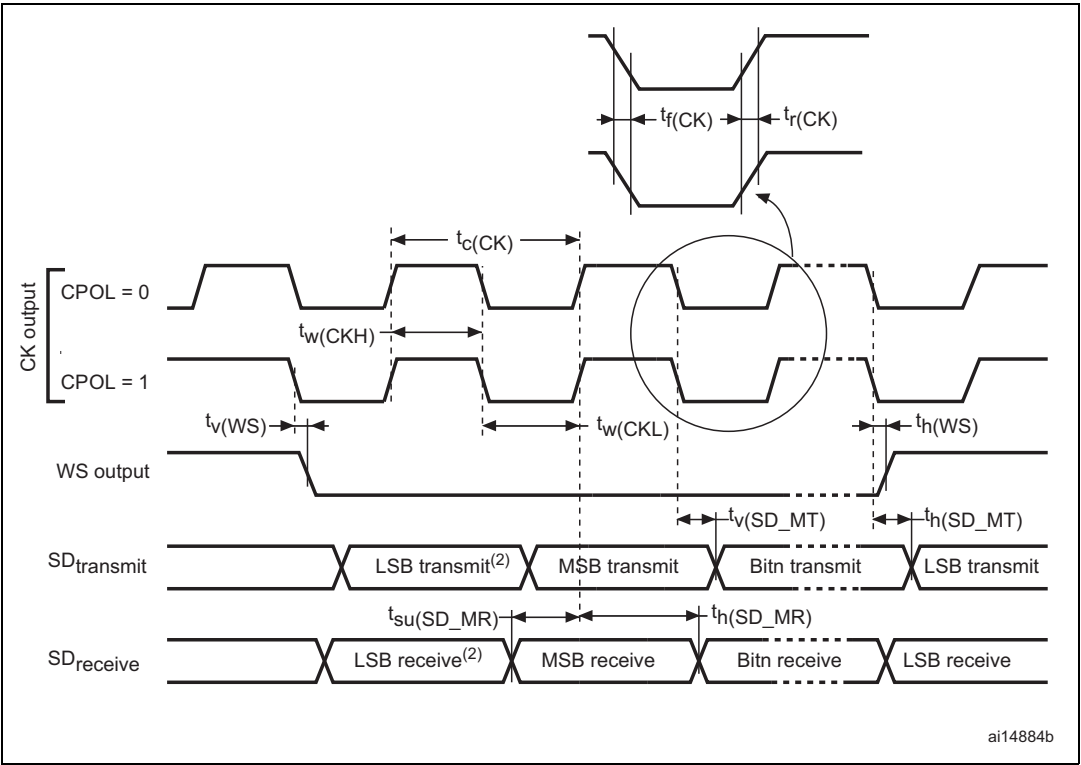 tf(CK)
tr(CK)
tc(CK)
CK output
CPOL = 0
tw(CKH)
CPOL = 1
tv(WS)
tw(CKL)
th(WS)
WS output
tv(SD_MT)
th(SD_MT)
SDtransmit
LSB transmit(2)
MSB transmit
Bitn transmit
LSB transmit
tsu(SD_MR)
th(SD_MR)
SDreceive
LSB receive(2)
MSB receive
Bitn receive
LSB receive
ai14884b